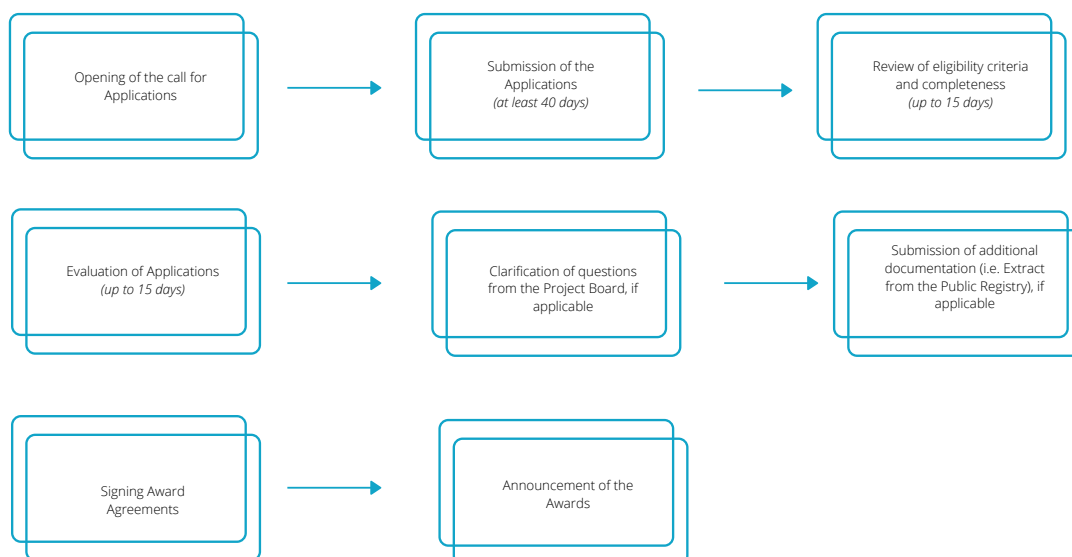 Opening of the call for
Applications
Submission of the
Applications
(at least 40 days)
Review of eligibility criteria
and completeness
(up to 15 days)
Evaluation of Applications
(up to 15 days)
Clarification of questions
from the Project Board, if
applicable
Submission of additional
documentation (i.e. Extract
from the Public Registry), if
applicable
Signing Award
Agreements
Announcement of the
Awards